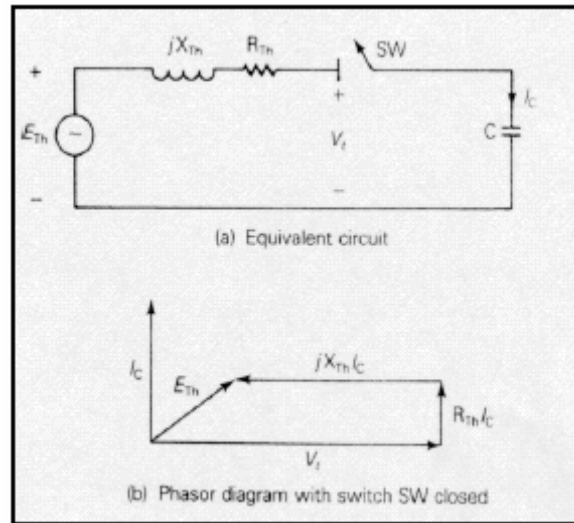 jX_Th R_Th SW
+
+
I_C
E_Th ~ V_t C
−
−
(a) Equivalent circuit
jX_Th I_C
I_C E_Th
R_Th I_C
V_t
(b) Phasor diagram with switch SW closed